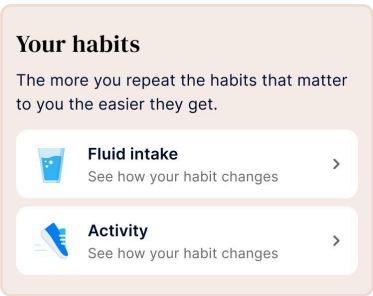 Your habits
The more you repeat the habits that matter
to you the easier they get.
Fluid intake
See how your habit changes
Activity
See how your habit changes